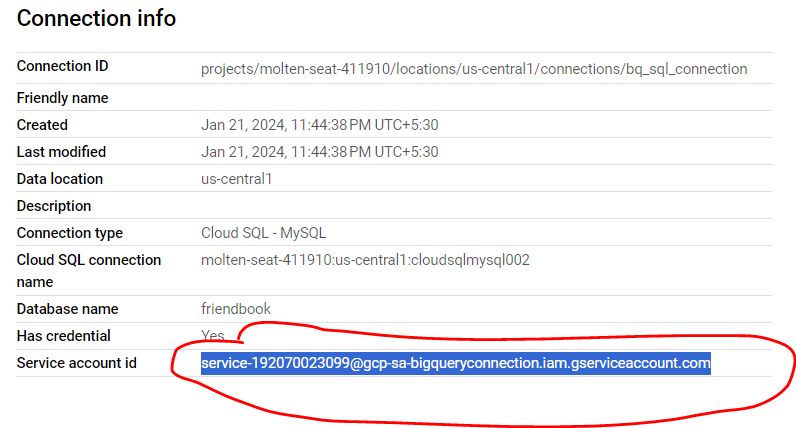 Connection info
Connection ID projects/molten-seat-411910/locations/us-central1/connections/bq_sql_connection
Friendly name
Created Jan 21, 2024, 11:44:38 PM UTC+5:30
Last modified Jan 21, 2024, 11:44:38 PM UTC+5:30
Data location us-central1
Description
Connection type Cloud SQL - MySQL
Cloud SQL connection molten-seat-411910:us-central1:cloudsqlmysql002
name
Database name friendbook
Has credential Yes
Service account id service-192070023099@gcp-sa-bigqueryconnection.iam.gserviceaccount.com